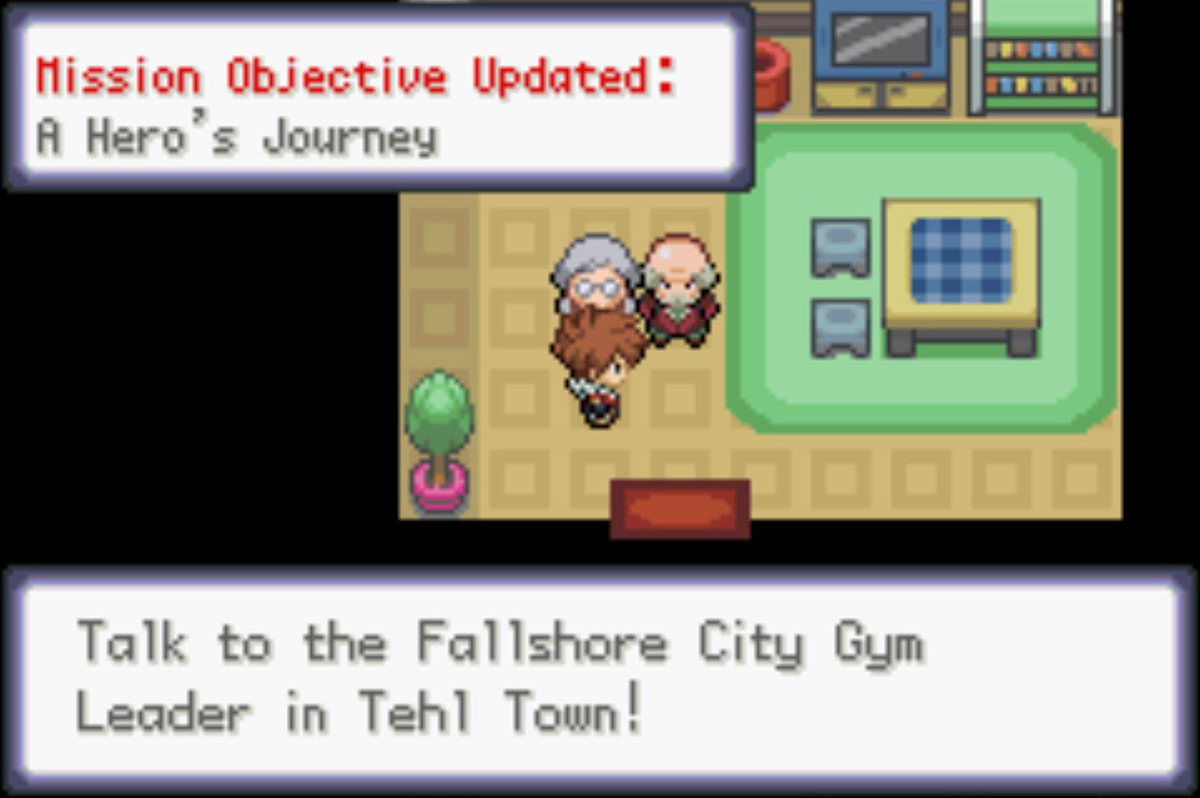 Mission Objective Updated:
A Hero's Journey
Talk to the Fallshore City Gym
Leader in Tehl Town!